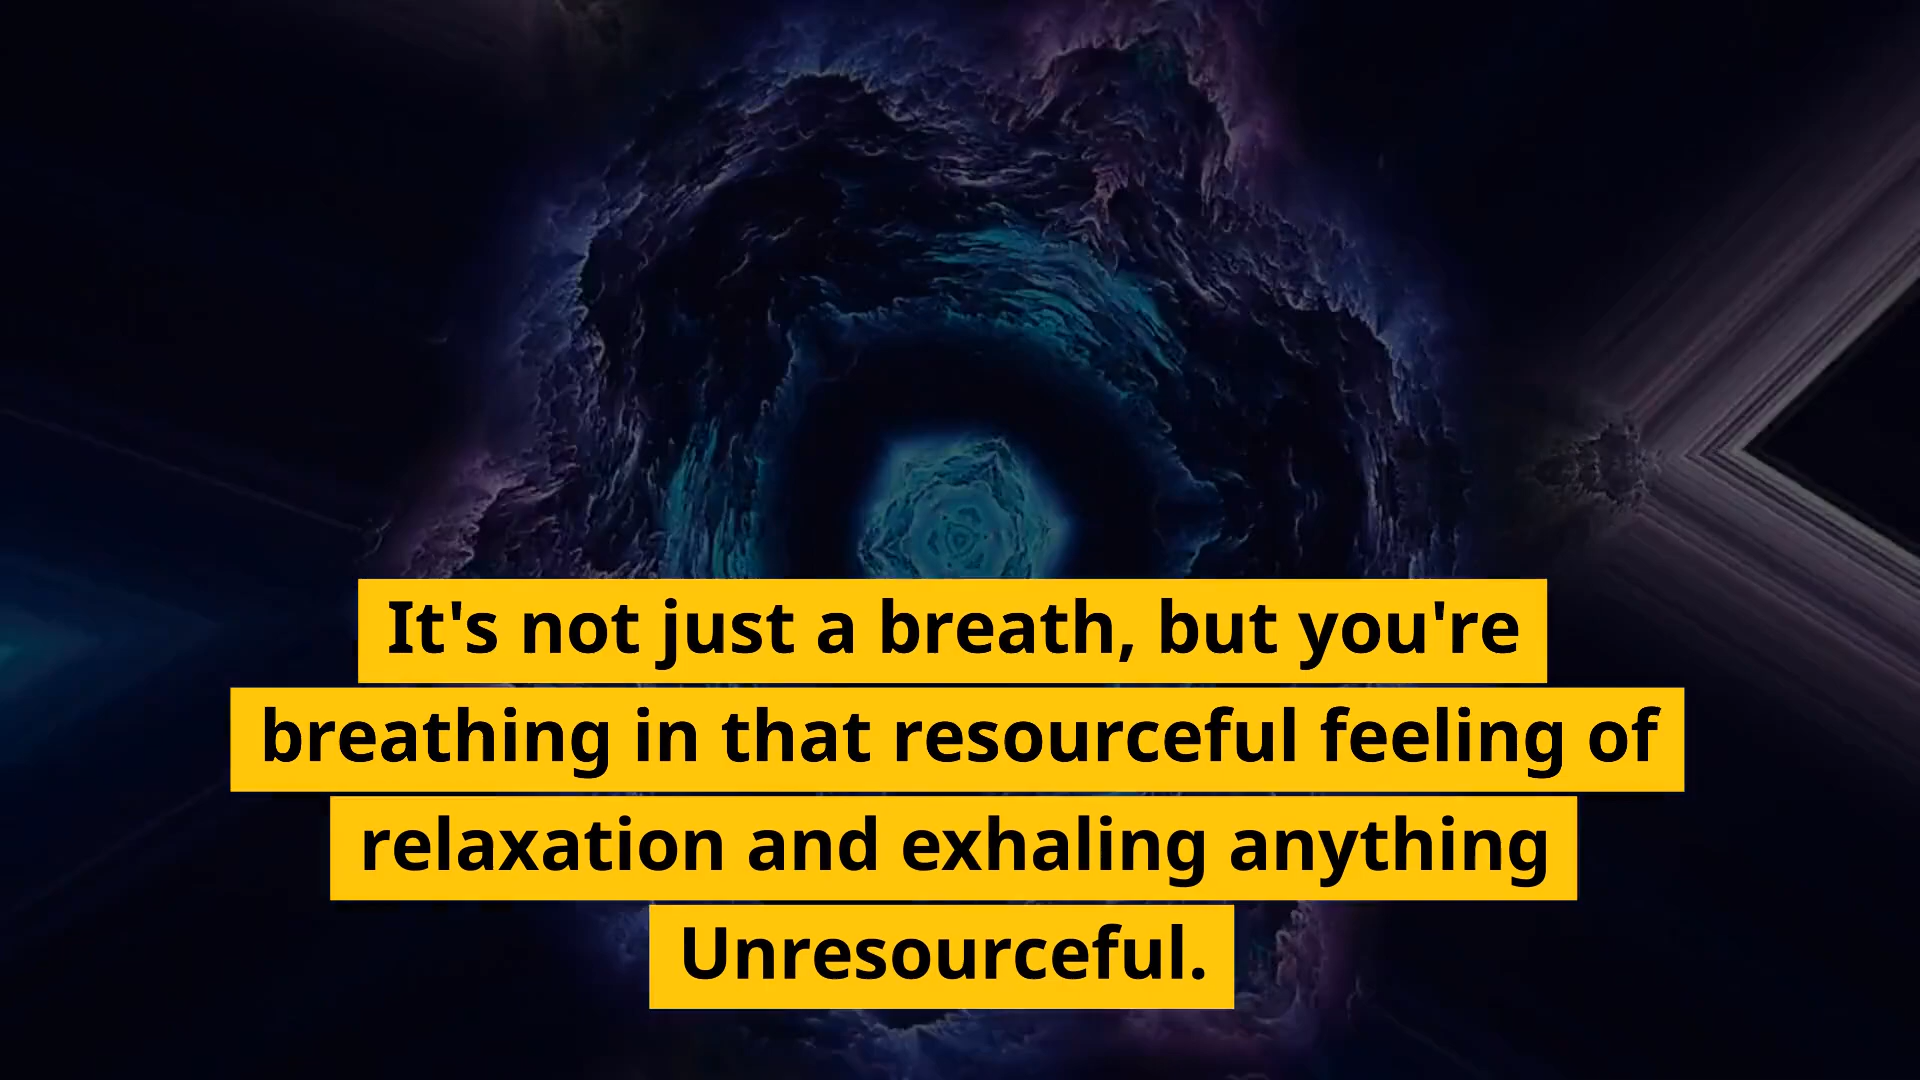 It's not just a breath, but you're
breathing in that resourceful feeling of
relaxation and exhaling anything
Unresourceful.